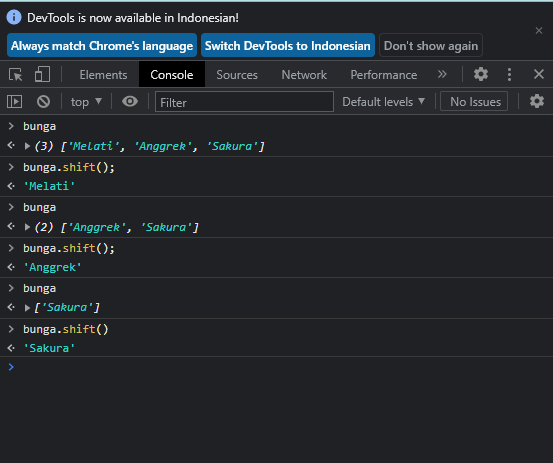 DevTools is now available in Indonesian!
Always match Chrome's language Switch DevTools to Indonesian Don't show again
Elements Console Sources Network Performance
top Filter Default levels No Issues
bunga
(3) ['Melati', 'Anggrek', 'Sakura']
bunga.shift();
'Melati'
bunga
(2) ['Anggrek', 'Sakura']
bunga.shift();
'Anggrek'
bunga
['Sakura']
bunga.shift()
'Sakura'